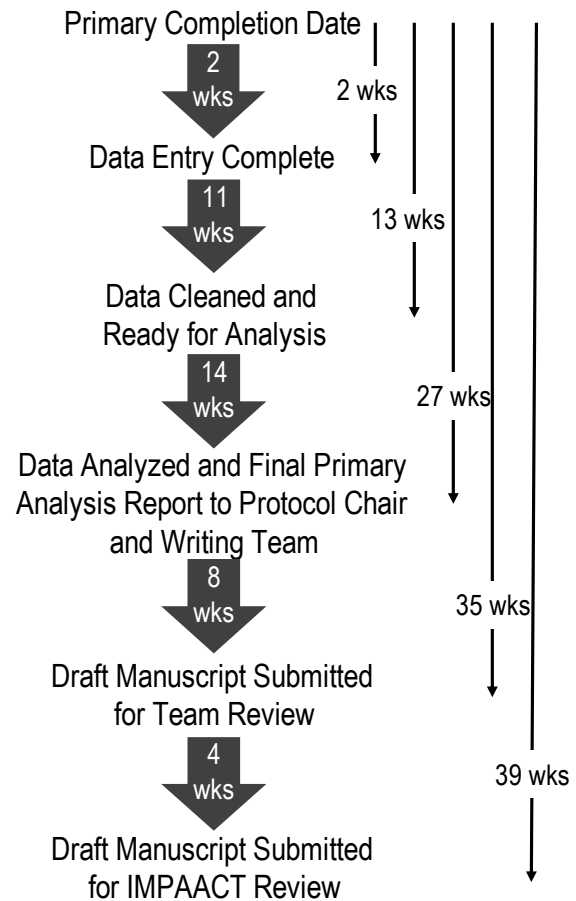 Primary Completion Date
2
wks
2 wks
Data Entry Complete
11
wks
13 wks
Data Cleaned and
Ready for Analysis
14
wks
27 wks
Data Analyzed and Final Primary
Analysis Report to Protocol Chair
and Writing Team
8
wks
35 wks
Draft Manuscript Submitted
for Team Review
4
wks
39 wks
Draft Manuscript Submitted
for IMPAACT Review